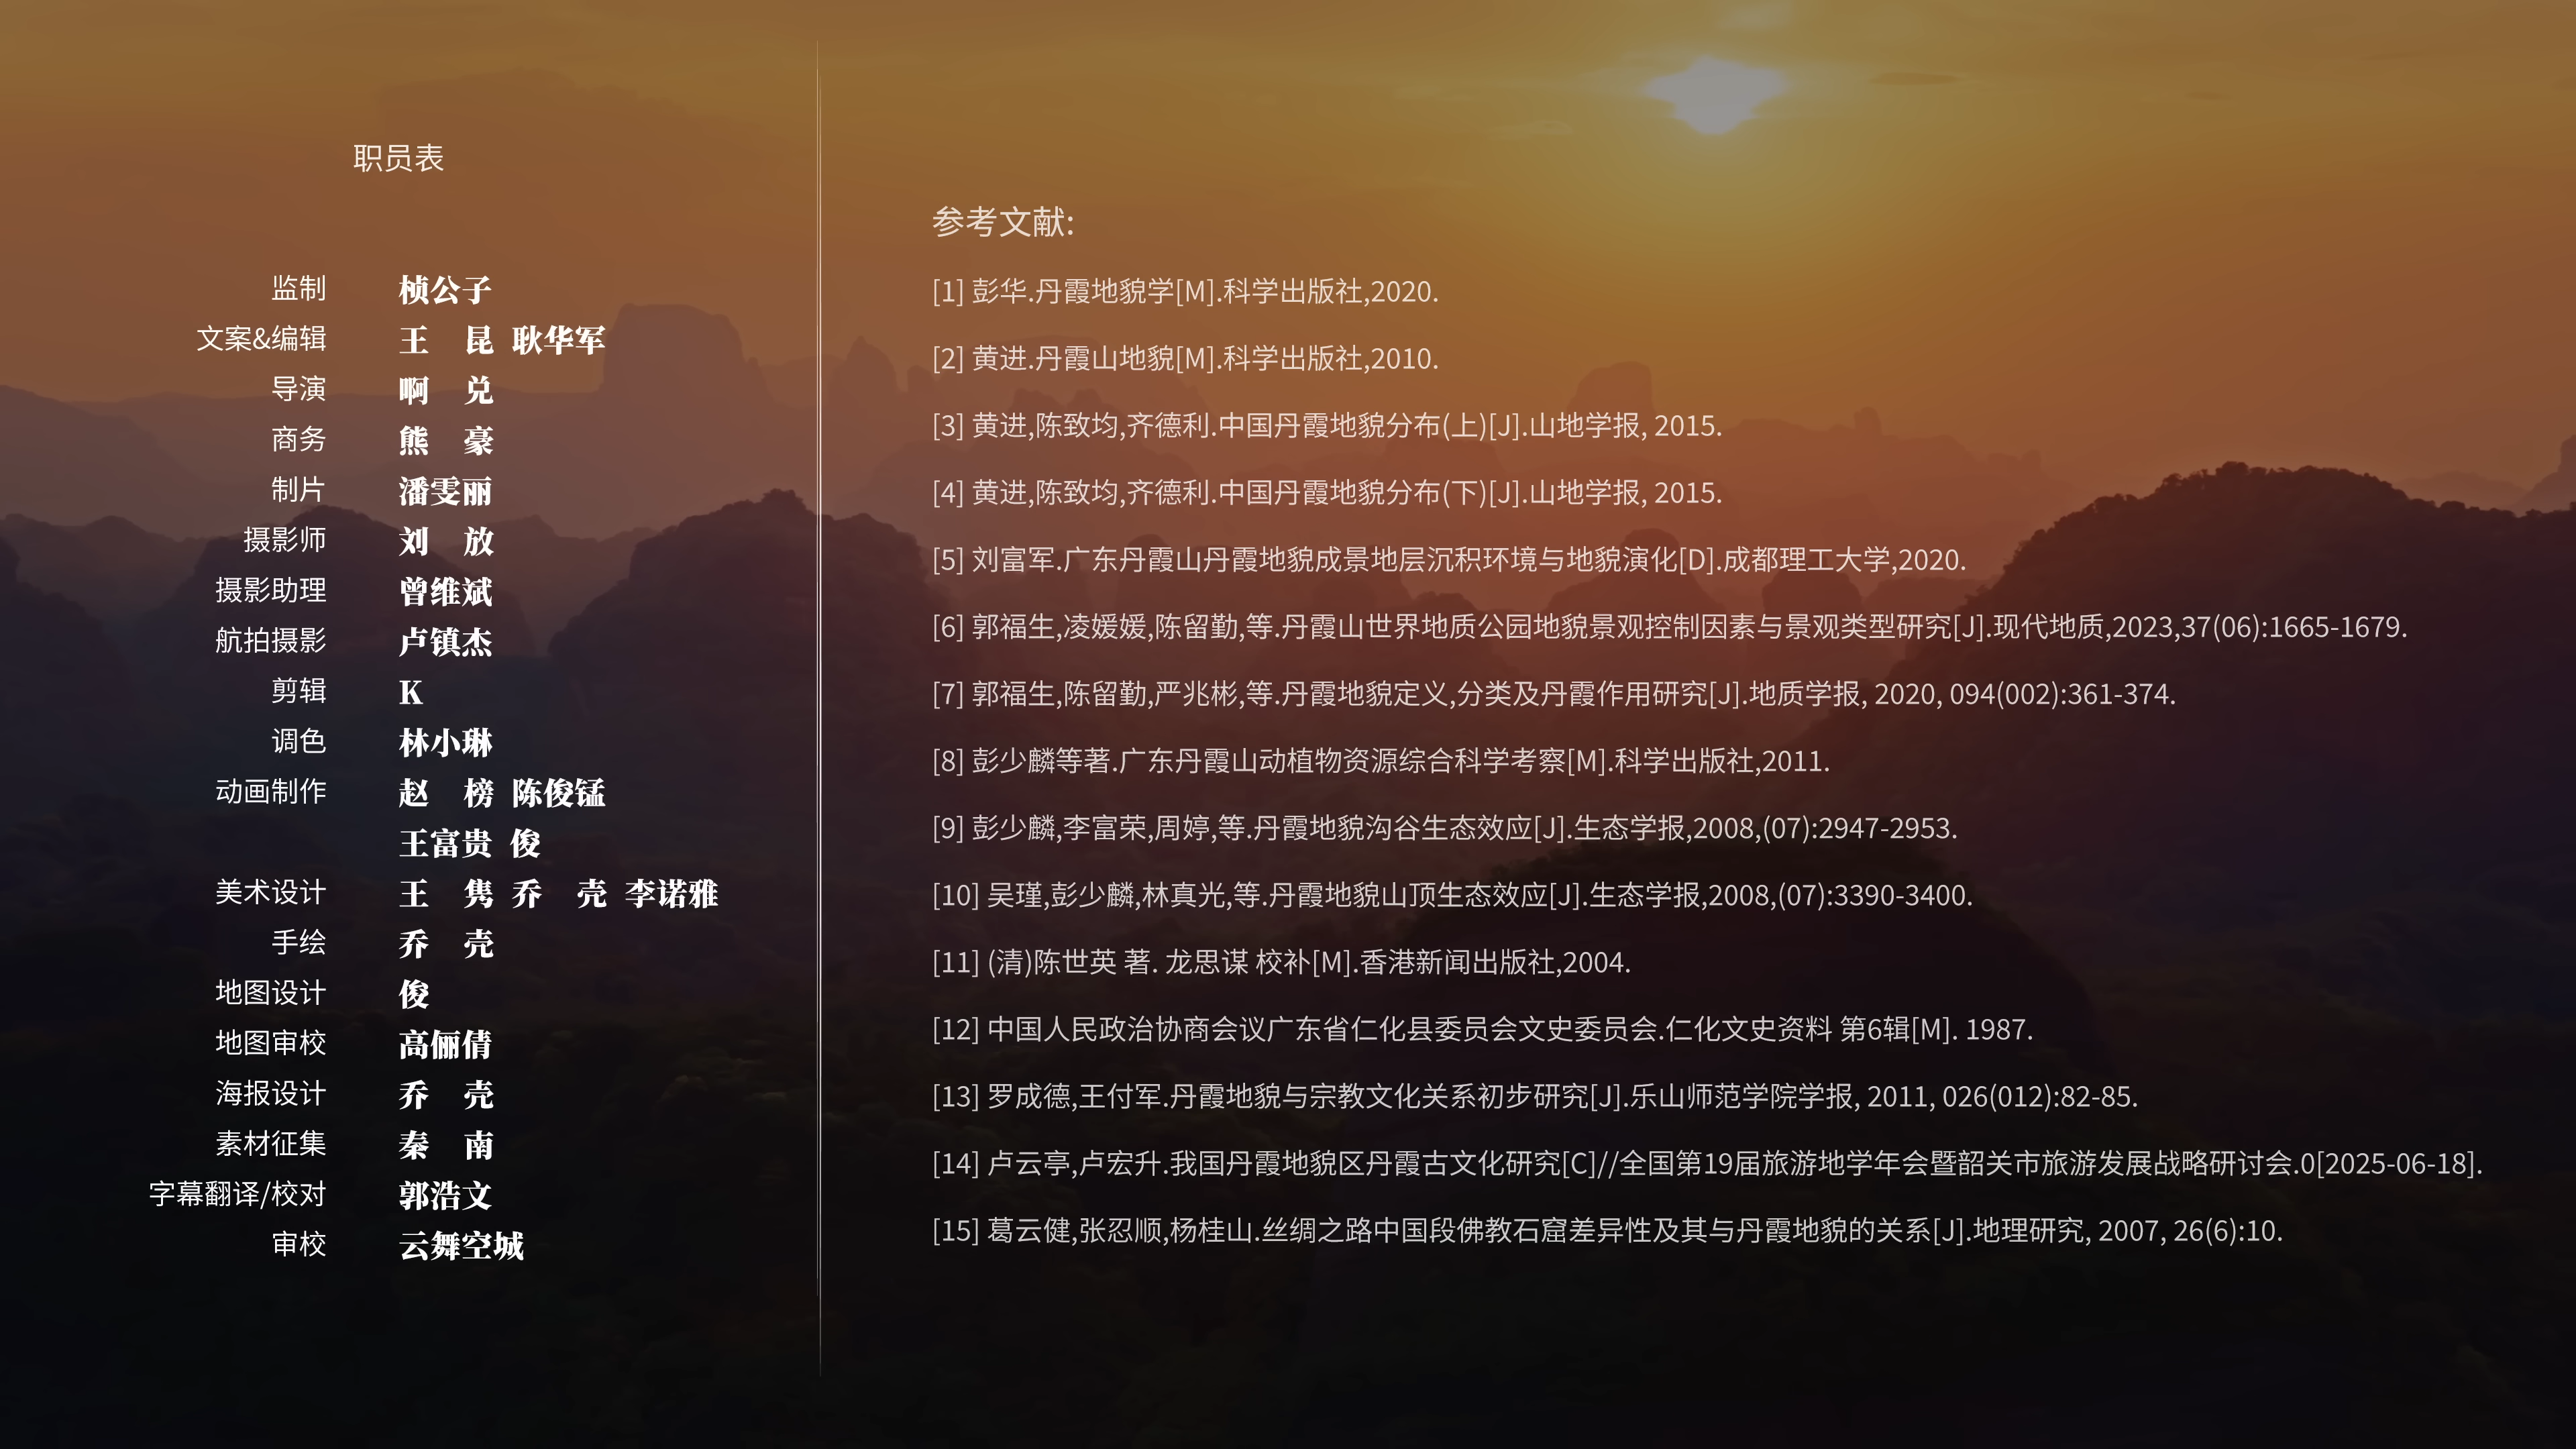 职员表
监制 桢公子
文案&编辑 王 昆 耿华军
导演 啊 兑
商务 熊 豪
制片 潘雯丽
摄影师 刘 放
摄影助理 曾维斌
航拍摄影 卢镇杰
剪辑 K
调色 林小琳
动画制作 赵 榜 陈俊锰
王富贵 俊
美术设计 王 隽 乔 壳 李诺雅
手绘 乔 壳
地图设计 俊
地图审校 高俪倩
海报设计 乔 壳
素材征集 秦 南
字幕翻译/校对 郭浩文
审校 云舞空城
参考文献:
[1] 彭华.丹霞地貌学[M].科学出版社,2020.
[2] 黄进.丹霞山地貌[M].科学出版社,2010.
[3] 黄进,陈致均,齐德利.中国丹霞地貌分布(上)[J].山地学报, 2015.
[4] 黄进,陈致均,齐德利.中国丹霞地貌分布(下)[J].山地学报, 2015.
[5] 刘富军.广东丹霞山丹霞地貌成景地层沉积环境与地貌演化[D].成都理工大学,2020.
[6] 郭福生,凌媛媛,陈留勤,等.丹霞山世界地质公园地貌景观控制因素与景观类型研究[J].现代地质,2023,37(06):1665-1679.
[7] 郭福生,陈留勤,严兆彬,等.丹霞地貌定义,分类及丹霞作用研究[J].地质学报, 2020, 094(002):361-374.
[8] 彭少麟等著.广东丹霞山动植物资源综合科学考察[M].科学出版社,2011.
[9] 彭少麟,李富荣,周婷,等.丹霞地貌沟谷生态效应[J].生态学报,2008,(07):2947-2953.
[10] 吴瑾,彭少麟,林真光,等.丹霞地貌山顶生态效应[J].生态学报,2008,(07):3390-3400.
[11] (清)陈世英 著. 龙思谋 校补[M].香港新闻出版社,2004.
[12] 中国人民政治协商会议广东省仁化县委员会文史委员会.仁化文史资料 第6辑[M]. 1987.
[13] 罗成德,王付军.丹霞地貌与宗教文化关系初步研究[J].乐山师范学院学报, 2011, 026(012):82-85.
[14] 卢云亭,卢宏升.我国丹霞地貌区丹霞古文化研究[C]//全国第19届旅游地学年会暨韶关市旅游发展战略研讨会.0[2025-06-18].
[15] 葛云健,张忍顺,杨桂山.丝绸之路中国段佛教石窟差异性及其与丹霞地貌的关系[J].地理研究, 2007, 26(6):10.